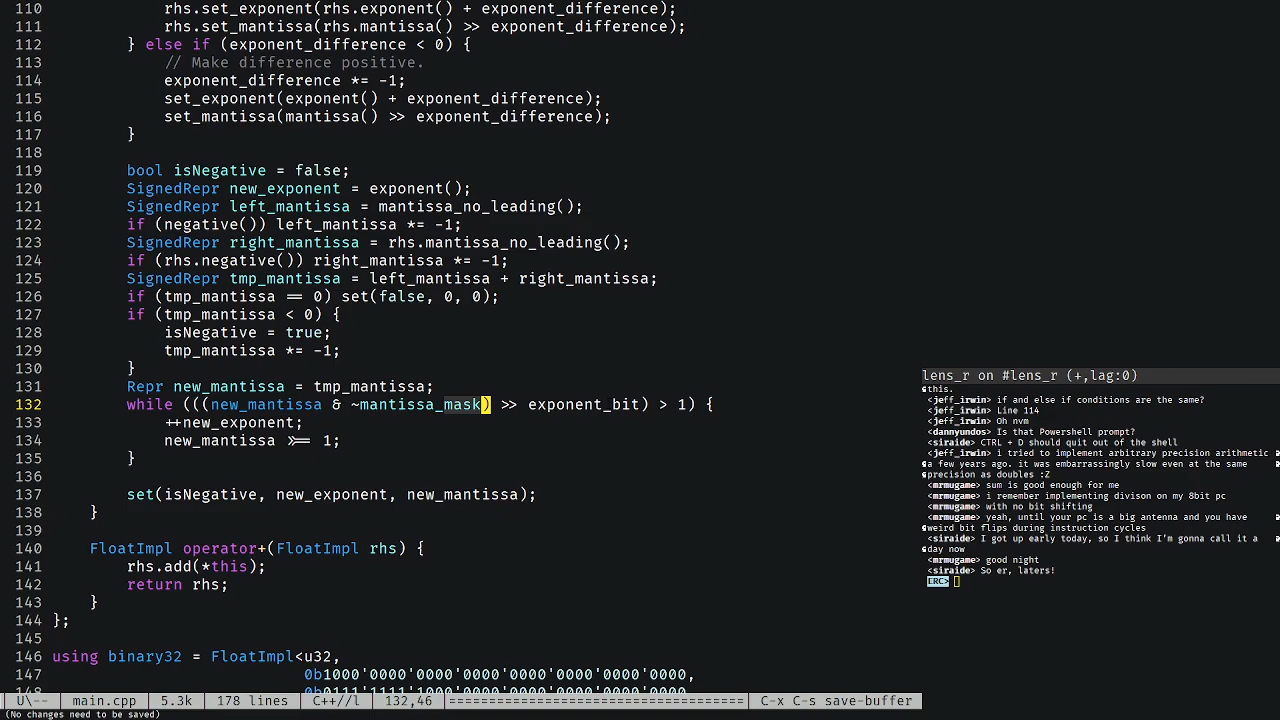 110         rhs.set_exponent(rhs.exponent() + exponent_difference);
111         rhs.set_mantissa(rhs.mantissa() >> exponent_difference);
112     } else if (exponent_difference < 0) {
113         // Make difference positive.
114         exponent_difference *= -1;
115         set_exponent(exponent() + exponent_difference);
116         set_mantissa(mantissa() >> exponent_difference);
117     }
118
119     bool isNegative = false;
120     SignedRepr new_exponent = exponent();
121     SignedRepr left_mantissa = mantissa_no_leading();
122     if (negative()) left_mantissa *= -1;
123     SignedRepr right_mantissa = rhs.mantissa_no_leading();
124     if (rhs.negative()) right_mantissa *= -1;
125     SignedRepr tmp_mantissa = left_mantissa + right_mantissa;
126     if (tmp_mantissa == 0) set(false, 0, 0);
127     if (tmp_mantissa < 0) {
128         isNegative = true;
129         tmp_mantissa *= -1;
130     }
131     Repr new_mantissa = tmp_mantissa;
132     while (((new_mantissa & ~mantissa_mask) >> exponent_bit) > 1) {
133         ++new_exponent;
134         new_mantissa >>= 1;
135     }
136
137     set(isNegative, new_exponent, new_mantissa);
138 }
139
140 FloatImpl operator+(FloatImpl rhs) {
141     rhs.add(*this);
142     return rhs;
143 }
144 };
145
146 using binary32 = FloatImpl<u32,
147                            0b1000'0000'0000'0000'0000'0000'0000'0000,
148                            0b0111'1111'1000'0000'0000'0000'0000'0000,
U\-- main.cpp 5.3k 178 lines C++//l 132,46 C-x C-s save-buffer
(No changes need to be saved)
lens_r on #lens_r (+,lag:0)
this.
<jeff_irwin> if and else if conditions are the same?
<jeff_irwin> Line 114
<jeff_irwin> Oh nvm
<dannyundos> Is that Powershell prompt?
<siraide> CTRL + D should quit out of the shell
<jeff_irwin> i tried to implement arbitrary precision arithmetic
a few years ago. it was embarrassingly slow even at the same
precision as doubles :Z
<mrmugame> sum is good enough for me
<mrmugame> i remember implementing divison on my 8bit pc
<mrmugame> with no bit shifting
<mrmugame> yeah, until your pc is a big antenna and you have
weird bit flips during instruction cycles
<siraide> I got up early today, so I think I'm gonna call it a
day now
<mrmugame> good night
<siraide> So er, laters!
ERC>